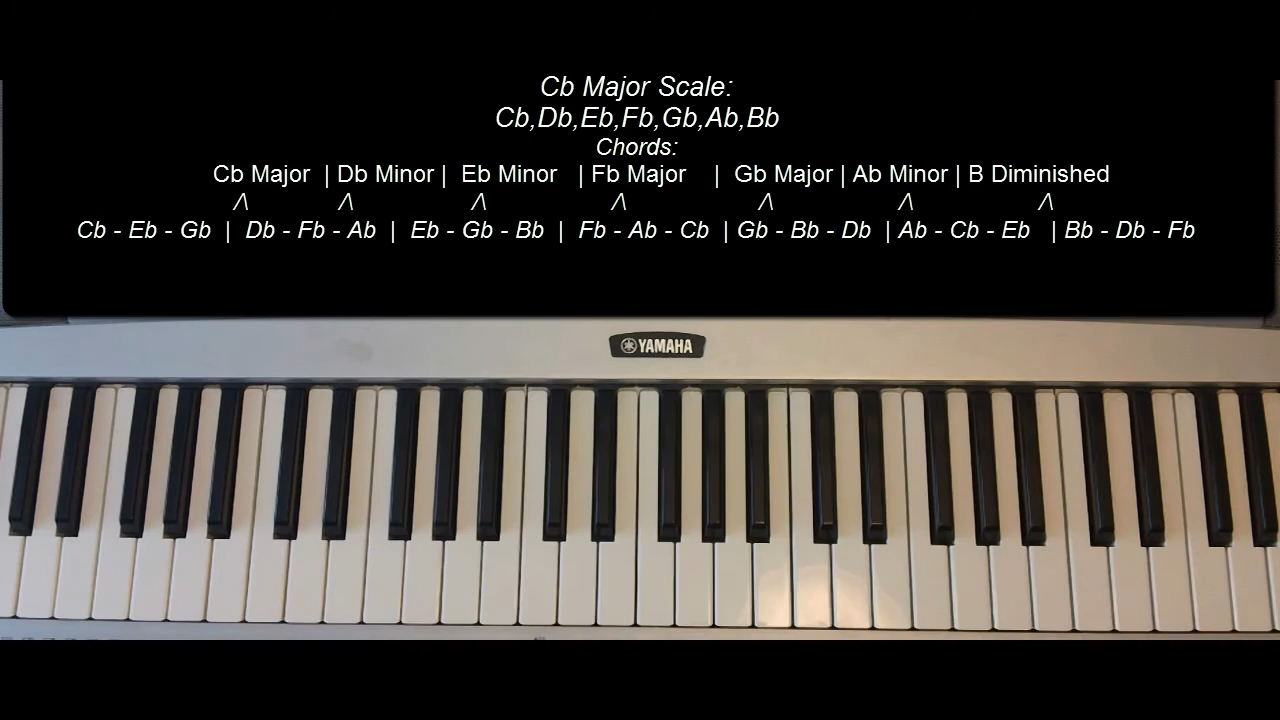 Cb Major Scale:
Cb,Db,Eb,Fb,Gb,Ab,Bb
Chords:
Cb Major | Db Minor | Eb Minor | Fb Major | Gb Major | Ab Minor | B Diminished
/\ /\ /\ /\ /\ /\ /\
Cb - Eb - Gb | Db - Fb - Ab | Eb - Gb - Bb | Fb - Ab - Cb | Gb - Bb - Db | Ab - Cb - Eb | Bb - Db - Fb
YAMAHA